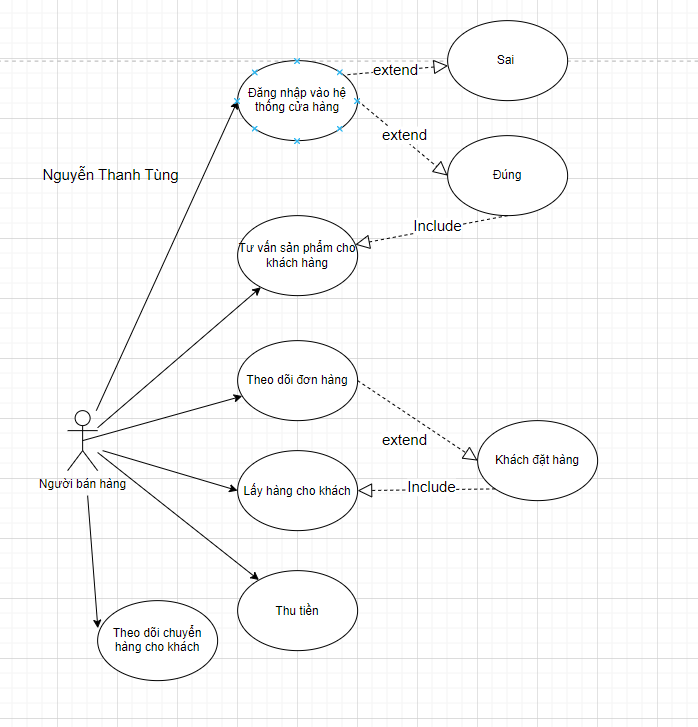 Sai
extend
Đăng nhập vào hệ
thống cửa hàng
extend
Nguyễn Thanh Tùng
Đúng
Include
Tư vấn sản phẩm cho
khách hàng
Theo dõi đơn hàng
extend
Khách đặt hàng
Người bán hàng
Lấy hàng cho khách
Include
Thu tiền
Theo dõi chuyển
hàng cho khách